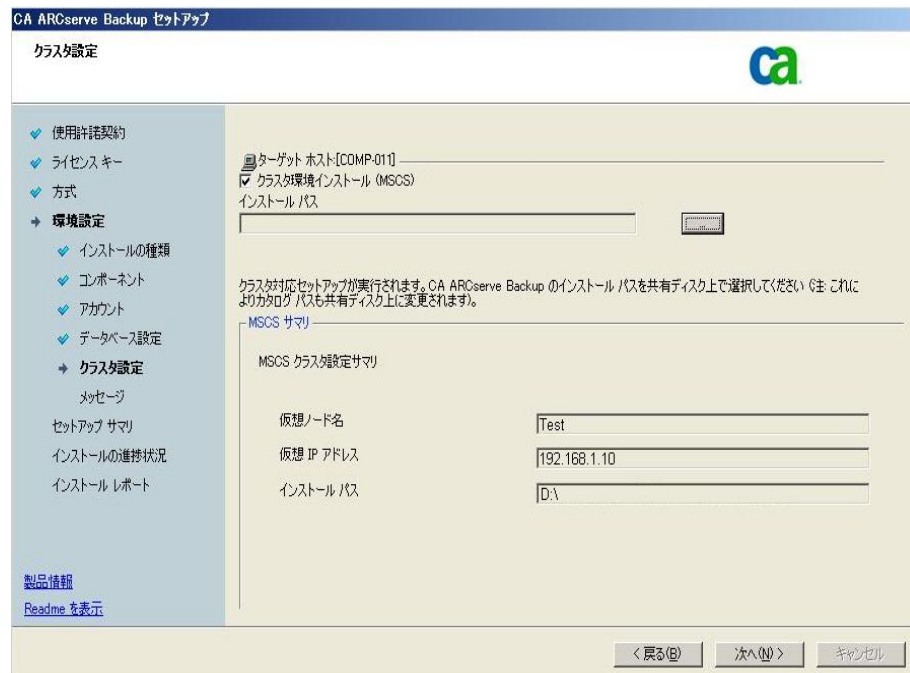 CA ARCserve Backup セットアップ
クラスタ設定
ca
使用許諾契約
ライセンス キー
方式
環境設定
インストールの種類
コンポーネント
アカウント
データベース設定
クラスタ設定
メッセージ
セットアップ サマリ
インストールの進捗状況
インストール レポート
製品情報
Readme を表示
ターゲット ホスト:[COMP-011]
クラスタ環境インストール (MSCS)
インストール パス
...
クラスタ対応セットアップが実行されます。CA ARCserve Backup のインストール パスを共有ディスク上で選択してください (注: これに
よりカタログ パスも共有ディスク上に変更されます)。
MSCS サマリ
MSCS クラスタ設定サマリ
仮想ノード名
Test
仮想 IP アドレス
192.168.1.10
インストール パス
D:\
< 戻る(B)
次へ(N) >
キャンセル